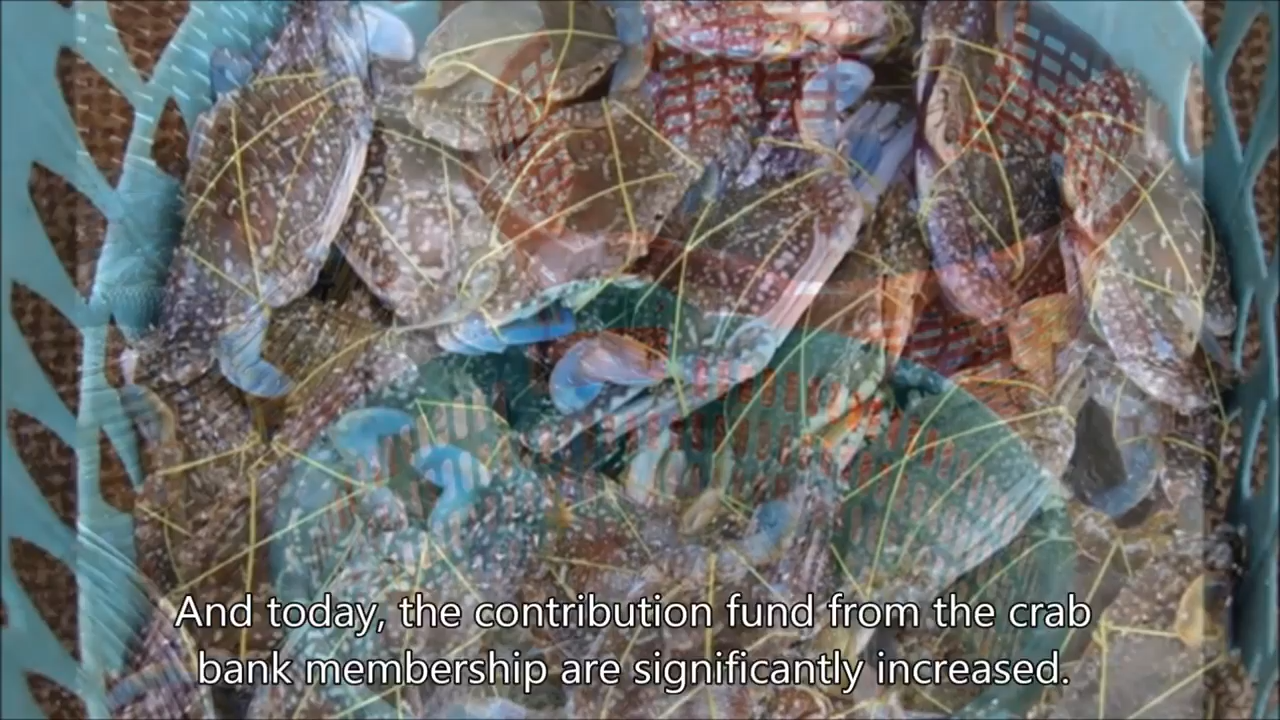 And today, the contribution fund from the crab
bank membership are significantly increased.